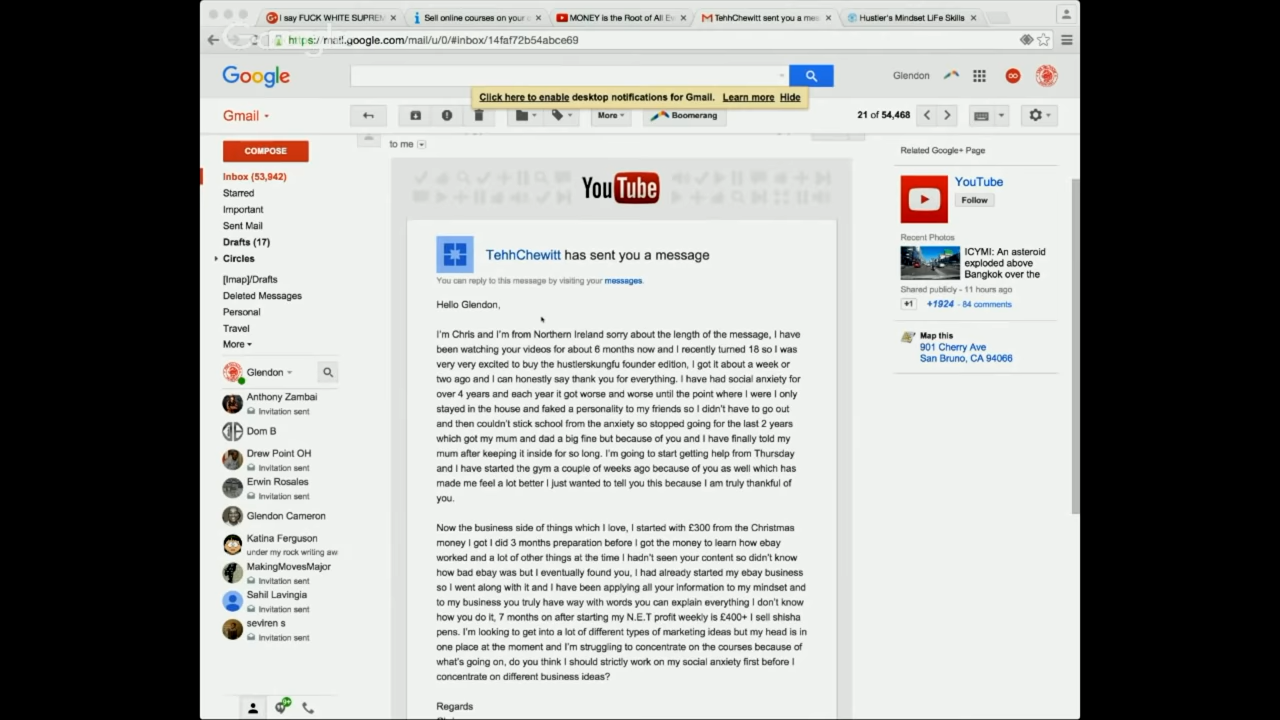 I say FUCK WHITE SUPREM
Sell online courses on your
MONEY is the Root of All E
TehhChewitt sent you a me
Hustler's Mindset LiFe Skills
https://mail.google.com/mail/u/0/#inbox/14faf72b54abce69
Google
Glendon
Click here to enable desktop notifications for Gmail. Learn more Hide
Gmail
More
Boomerang
21 of 54,468
to me
Related Google+ Page
COMPOSE
Inbox (53,942)
Starred
Important
Sent Mail
Drafts (17)
Circles
[Imap]/Drafts
Deleted Messages
Personal
Travel
More
Glendon
Anthony Zambai
Invitation sent
Dom B
Drew Point OH
Invitation sent
Erwin Rosales
Invitation sent
Glendon Cameron
Katina Ferguson
under my rock writing aw
MakingMovesMajor
Invitation sent
Sahil Lavingia
Invitation sent
seviren s
Invitation sent
YouTube
TehhChewitt has sent you a message
You can reply to this message by visiting your messages.
Hello Glendon,
I'm Chris and I'm from Northern Ireland sorry about the length of the message, I have
been watching your videos for about 6 months now and I recently turned 18 so I was
very very excited to buy the hustlerskungfu founder edition, I got it about a week or
two ago and I can honestly say thank you for everything. I have had social anxiety for
over 4 years and each year it got worse and worse until the point where I were I only
stayed in the house and faked a personality to my friends so I didn't have to go out
and then couldn't stick school from the anxiety so stopped going for the last 2 years
which got my mum and dad a big fine but because of you and I have finally told my
mum after keeping it inside for so long. I'm going to start getting help from Thursday
and I have started the gym a couple of weeks ago because of you as well which has
made me feel a lot better I just wanted to tell you this because I am truly thankful of
you.
Now the business side of things which I love, I started with £300 from the Christmas
money I got I did 3 months preparation before I got the money to learn how ebay
worked and a lot of other things at the time I hadn't seen your content so didn't know
how bad ebay was but I eventually found you, I had already started my ebay business
so I went along with it and I have been applying all your information to my mindset and
to my business you truly have way with words you can explain everything I don't know
how you do it, 7 months on after starting my N.E.T profit weekly is £400+ I sell shisha
pens. I'm looking to get into a lot of different types of marketing ideas but my head is in
one place at the moment and I'm struggling to concentrate on the courses because of
what's going on, do you think I should strictly work on my social anxiety first before I
concentrate on different business ideas?
Regards
YouTube
Follow
Recent Photos
ICYMI: An asteroid
exploded above
Bangkok over the
Shared publicly - 11 hours ago
+1
+1924 - 84 comments
Map this
901 Cherry Ave
San Bruno, CA 94066